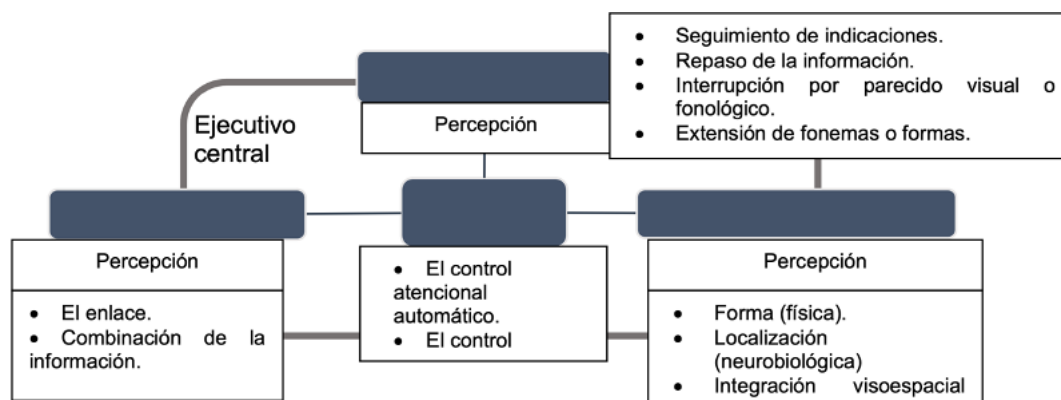 • Seguimiento de indicaciones.
• Repaso de la información.
• Interrupción por parecido visual o
fonológico.
• Extensión de fonemas o formas.
Percepción
Ejecutivo
central
Percepción
• El enlace.
• Combinación de la
información.
• El control
atencional
automático.
• El control
Percepción
• Forma (física).
• Localización
(neurobiológica)
• Integración visoespacial